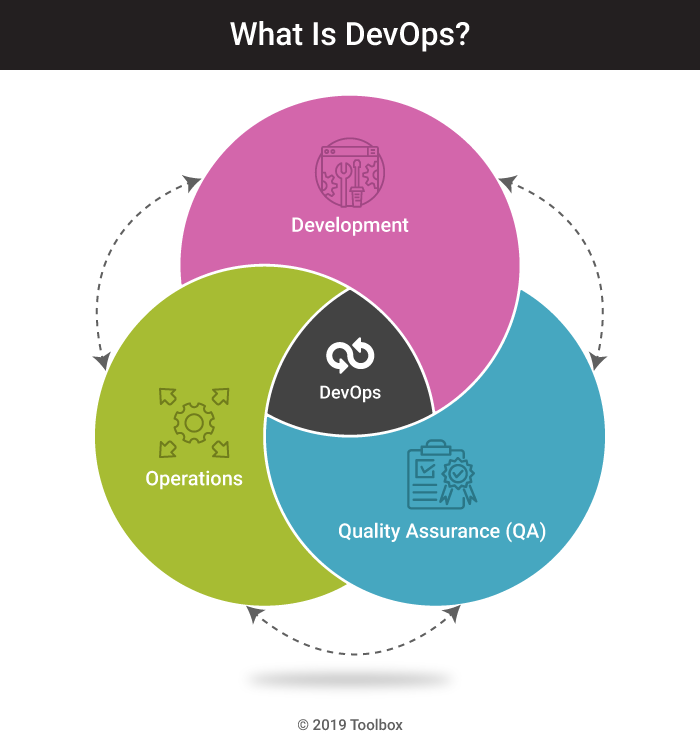 What Is DevOps?
Development
DevOps
Operations
Quality Assurance (QA)
© 2019 Toolbox